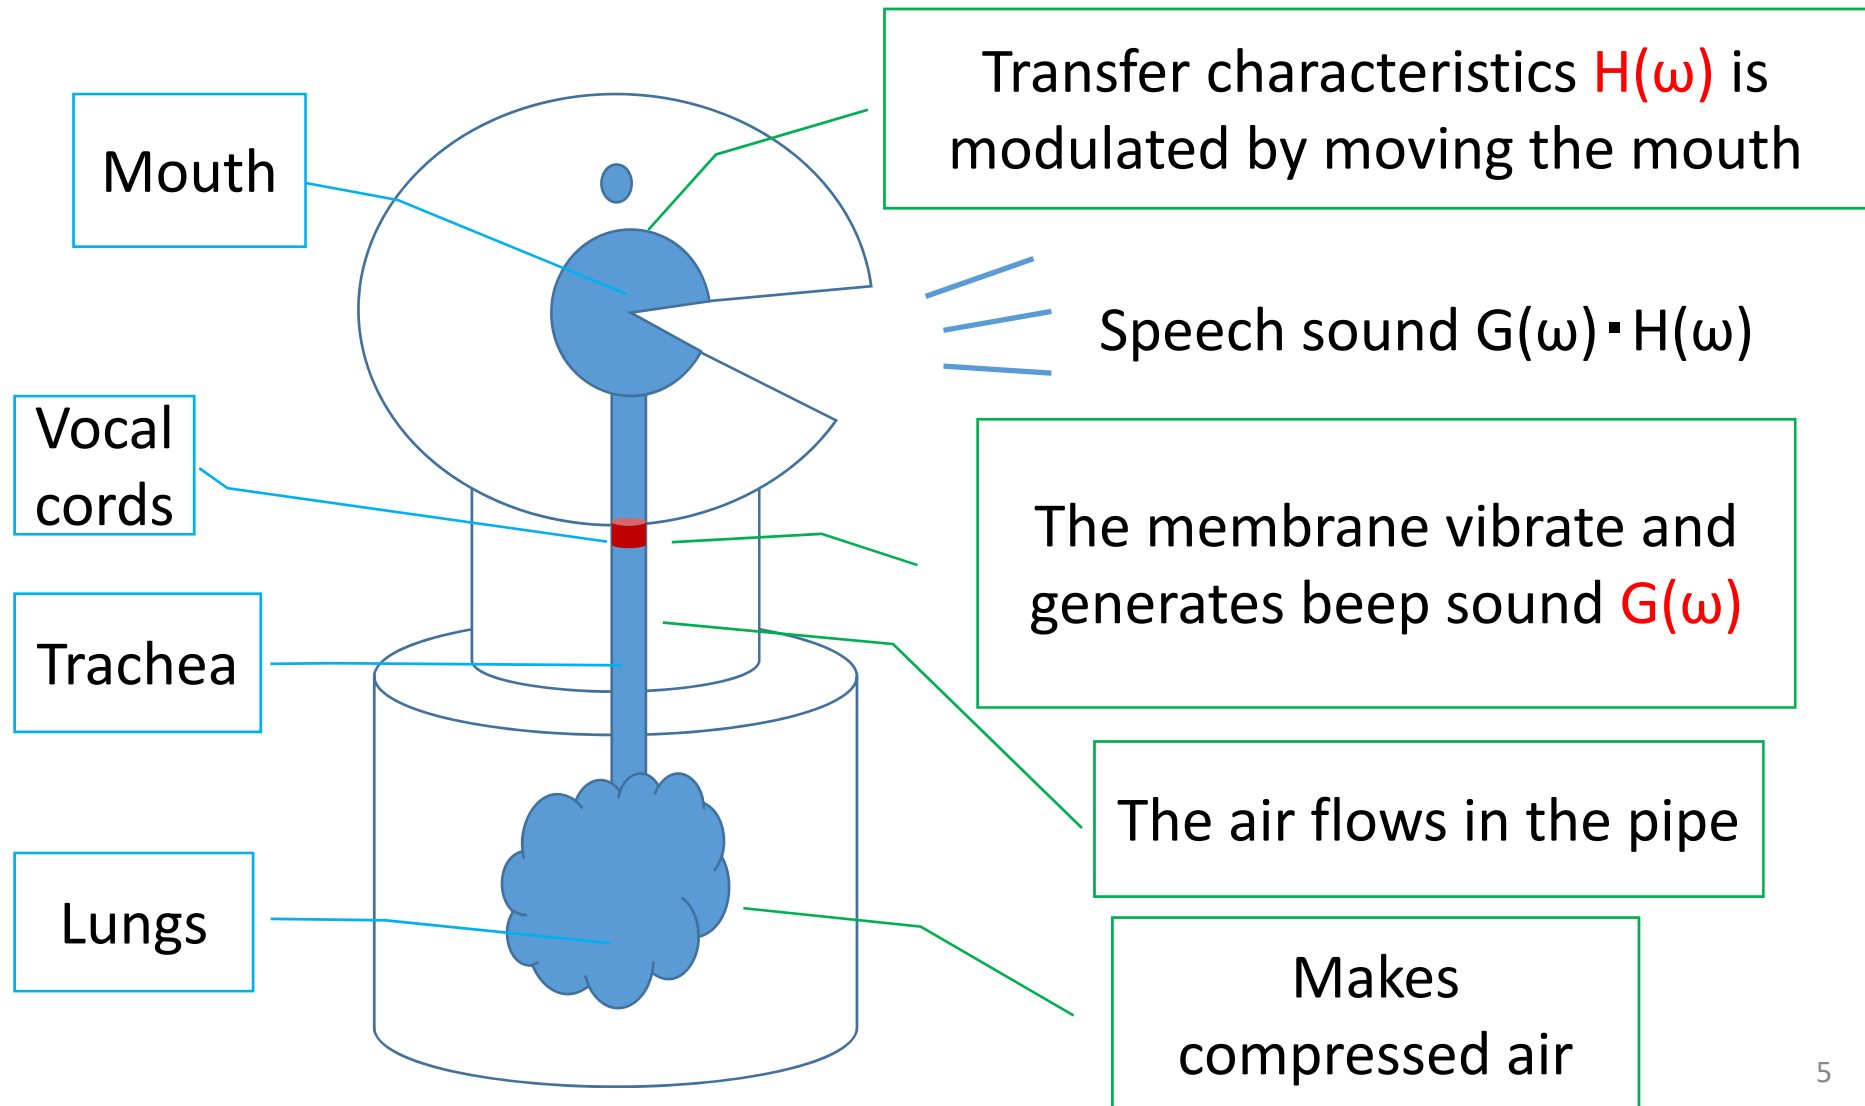 Transfer characteristics H(ω) is
modulated by moving the mouth
Mouth
Speech sound G(ω)･H(ω)
Vocal
cords
The membrane vibrate and
generates beep sound G(ω)
Trachea
The air flows in the pipe
Lungs
Makes
compressed air
5